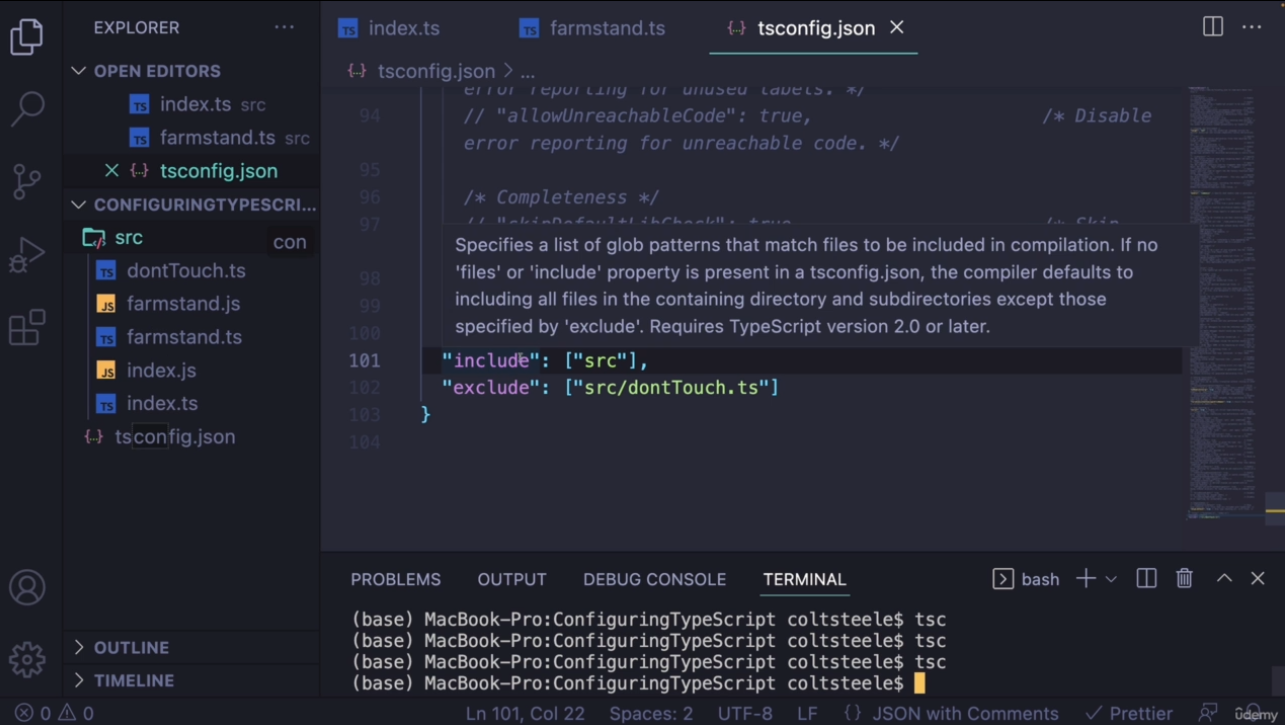 EXPLORER
OPEN EDITORS
index.ts src
farmstand.ts src
tsconfig.json
CONFIGURINGTYPESCRI...
src
con
dontTouch.ts
farmstand.js
farmstand.ts
index.js
index.ts
tsconfig.json
OUTLINE
TIMELINE
index.ts farmstand.ts tsconfig.json
tsconfig.json > ...
error reporting for unused labels. */
94 // "allowUnreachableCode": true, /* Disable
error reporting for unreachable code. */
95
96 /* Completeness */
97 // "skipDefaultLibCheck": true, /* Skip
Specifies a list of glob patterns that match files to be included in compilation. If no
'files' or 'include' property is present in a tsconfig.json, the compiler defaults to
including all files in the containing directory and subdirectories except those
specified by 'exclude'. Requires TypeScript version 2.0 or later.
98
99
100
101 "include": ["src"],
102 "exclude": ["src/dontTouch.ts"]
103 }
104
PROBLEMS OUTPUT DEBUG CONSOLE TERMINAL bash
(base) MacBook-Pro:ConfiguringTypeScript coltsteele$ tsc
(base) MacBook-Pro:ConfiguringTypeScript coltsteele$ tsc
(base) MacBook-Pro:ConfiguringTypeScript coltsteele$ tsc
(base) MacBook-Pro:ConfiguringTypeScript coltsteele$
0 0 Ln 101, Col 22 Spaces: 2 UTF-8 LF {} JSON with Comments Prettier
udemy